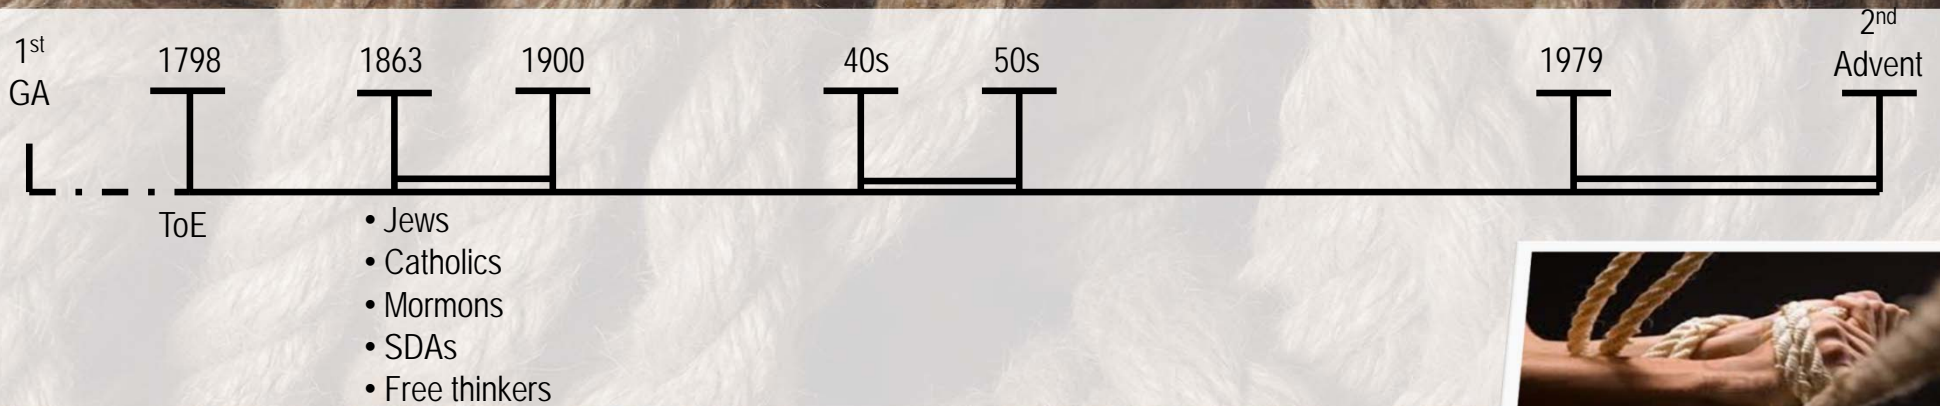 1st
GA
1798
1863
1900
40s
50s
1979
2nd
Advent
ToE
• Jews
• Catholics
• Mormons
• SDAs
• Free thinkers